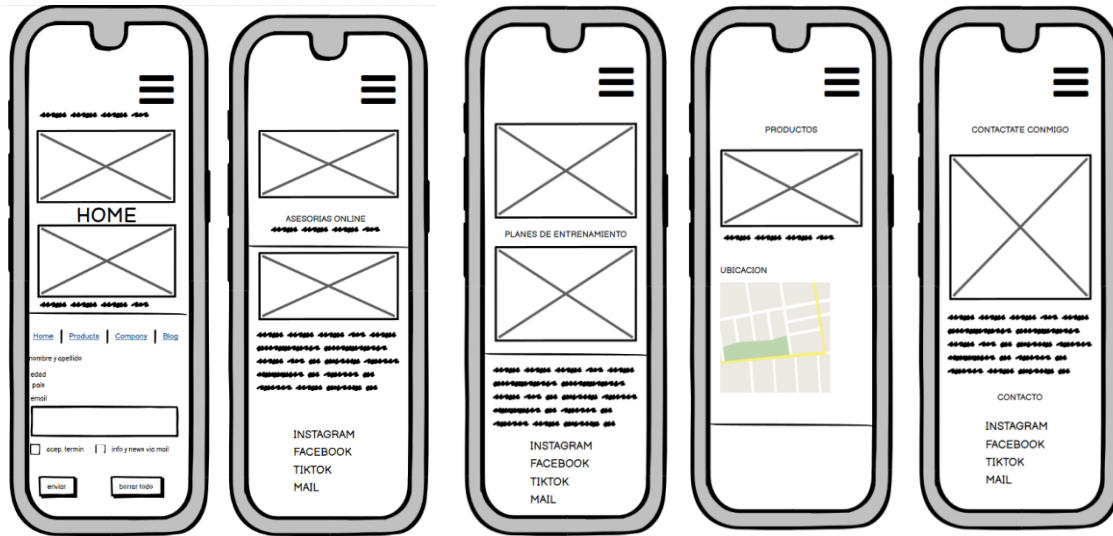 HOME
Home | Products | Company | Blog
nombre y apellido
edad
pais
email
acep. termin
info y news via mail
enviar
borrar todo
ASESORIAS ONLINE
INSTAGRAM
FACEBOOK
TIKTOK
MAIL
PLANES DE ENTRENAMIENTO
INSTAGRAM
FACEBOOK
TIKTOK
MAIL
PRODUCTOS
UBICACION
CONTACTATE CONMIGO
CONTACTO
INSTAGRAM
FACEBOOK
TIKTOK
MAIL